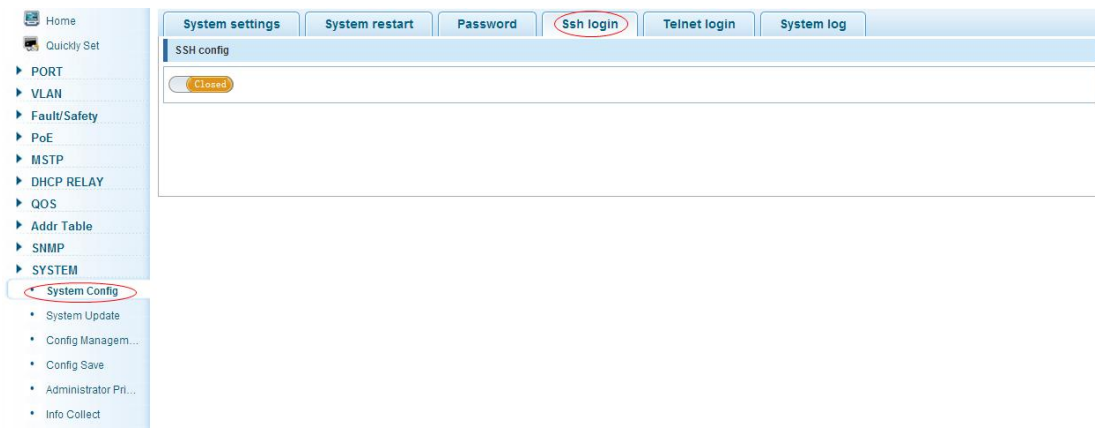 Home
Quickly Set
PORT
VLAN
Fault/Safety
PoE
MSTP
DHCP RELAY
QOS
Addr Table
SNMP
SYSTEM
System Config
System Update
Config Managem...
Config Save
Administrator Pri...
Info Collect
System settings System restart Password Ssh login Telnet login System log
SSH config
Closed